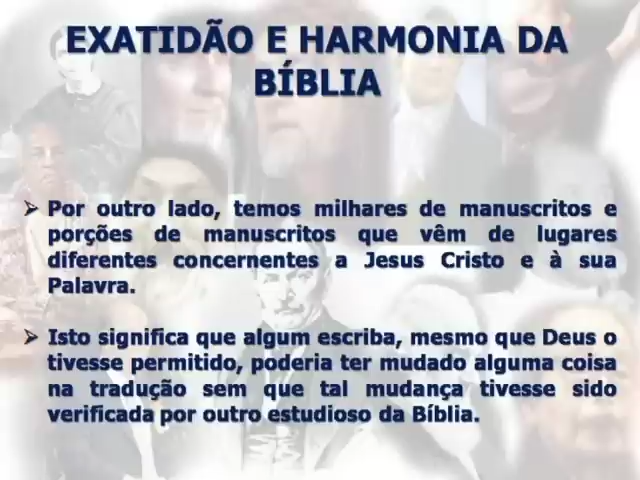 EXATIDÃO E HARMONIA DA
BÍBLIA
➢ Por outro lado, temos milhares de manuscritos e
porções de manuscritos que vêm de lugares
diferentes concernentes a Jesus Cristo e à sua
Palavra.
➢ Isto significa que algum escriba, mesmo que Deus o
tivesse permitido, poderia ter mudado alguma coisa
na tradução sem que tal mudança tivesse sido
verificada por outro estudioso da Bíblia.